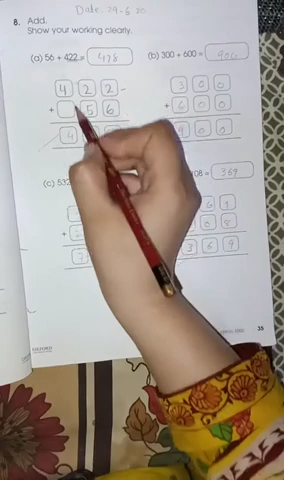 Date: 29-6-20
8. Add.
Show your working clearly.
(a) 56 + 422 = 478
(b) 300 + 600 = 900
4 2 2
3 0 0
+ 5 6
+ 6 0 0
4
9 0 0
(c) 532
108 = 369
6 1
0 8
+
3 6 9
OXFORD
36